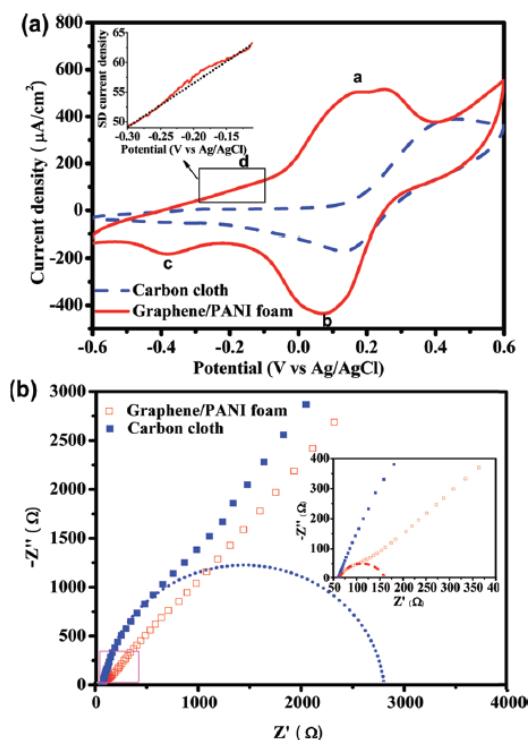 (a)
Current density ( μA/cm²)
800
600
400
200
0
-200
-400
-0.6
-0.4
-0.2
0.0
0.2
0.4
0.6
Potential (V vs Ag/AgCl)
SD current density
65
60
55
50
-0.30
-0.25
-0.20
-0.15
Potential (V vs Ag/AgCl)
a
d
c
b
Carbon cloth
Graphene/PANI foam
(b)
-Z'' (Ω)
3000
2500
2000
1500
1000
500
0
0
1000
2000
3000
4000
Z' (Ω)
Graphene/PANI foam
Carbon cloth
-Z'' (Ω)
400
300
200
100
0
50
100
150
200
250
300
350
40
Z' (Ω)